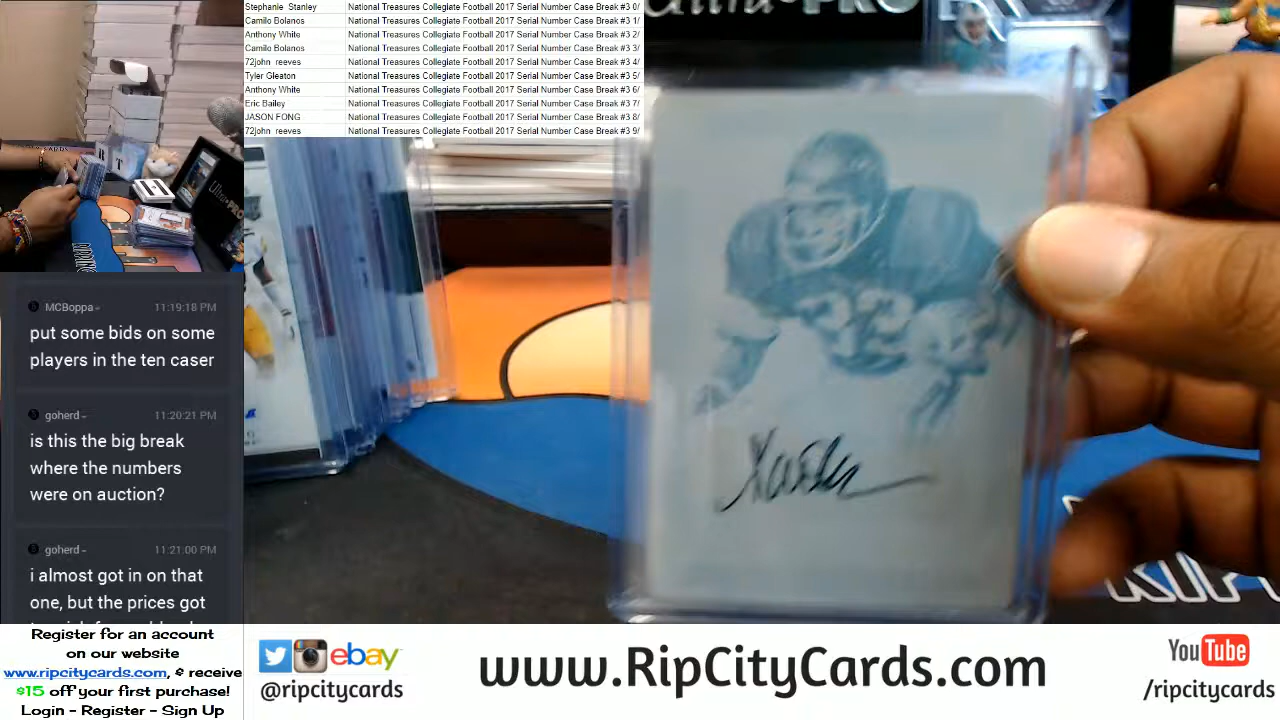 Stephanie Stanley National Treasures Collegiate Football 2017 Serial Number Case Break #3 0/
Camilo Bolanos National Treasures Collegiate Football 2017 Serial Number Case Break #3 1/
Anthony White National Treasures Collegiate Football 2017 Serial Number Case Break #3 2/
Camilo Bolanos National Treasures Collegiate Football 2017 Serial Number Case Break #3 3/
72john reeves National Treasures Collegiate Football 2017 Serial Number Case Break #3 4/
Tyler Gleaton National Treasures Collegiate Football 2017 Serial Number Case Break #3 5/
Anthony White National Treasures Collegiate Football 2017 Serial Number Case Break #3 6/
Eric Bailey National Treasures Collegiate Football 2017 Serial Number Case Break #3 7/
JASON FONG National Treasures Collegiate Football 2017 Serial Number Case Break #3 8/
72john reeves National Treasures Collegiate Football 2017 Serial Number Case Break #3 9/
Ultra·PRO
MCBoppa- 11:19:18 PM
put some bids on some
players in the ten caser
goherd- 11:20:21 PM
is this the big break
where the numbers
were on auction?
goherd- 11:21:00 PM
i almost got in on that
one, but the prices got
33
Register for an account
on our website
www.ripcitycards.com, & receive
$15 off your first purchase!
Login - Register - Sign Up
ebay
@ripcitycards
www.RipCityCards.com
YouTube
/ripcitycards